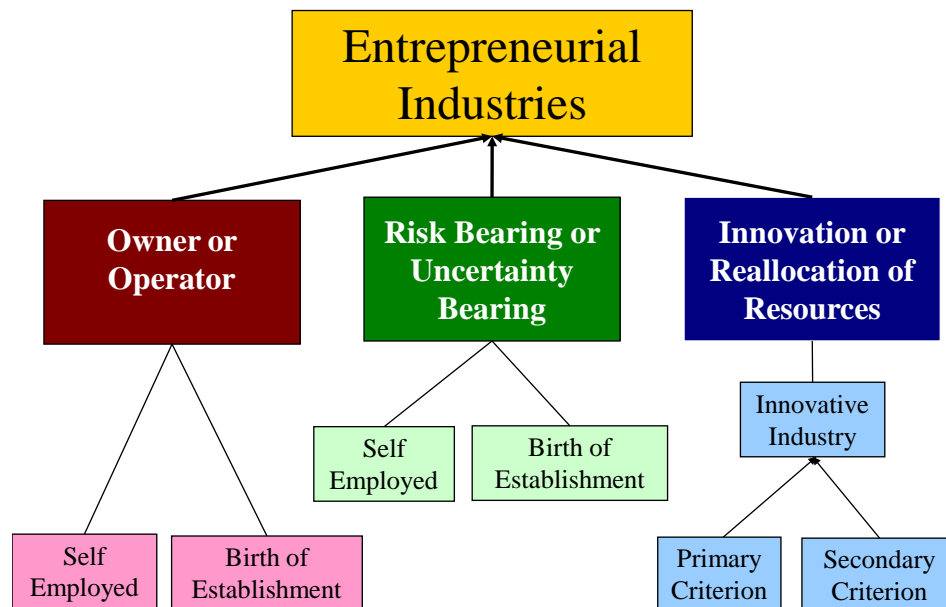 Entrepreneurial
Industries
Owner or
Operator
Risk Bearing or
Uncertainty
Bearing
Innovation or
Reallocation of
Resources
Self
Employed
Birth of
Establishment
Innovative
Industry
Self
Employed
Birth of
Establishment
Primary
Criterion
Secondary
Criterion